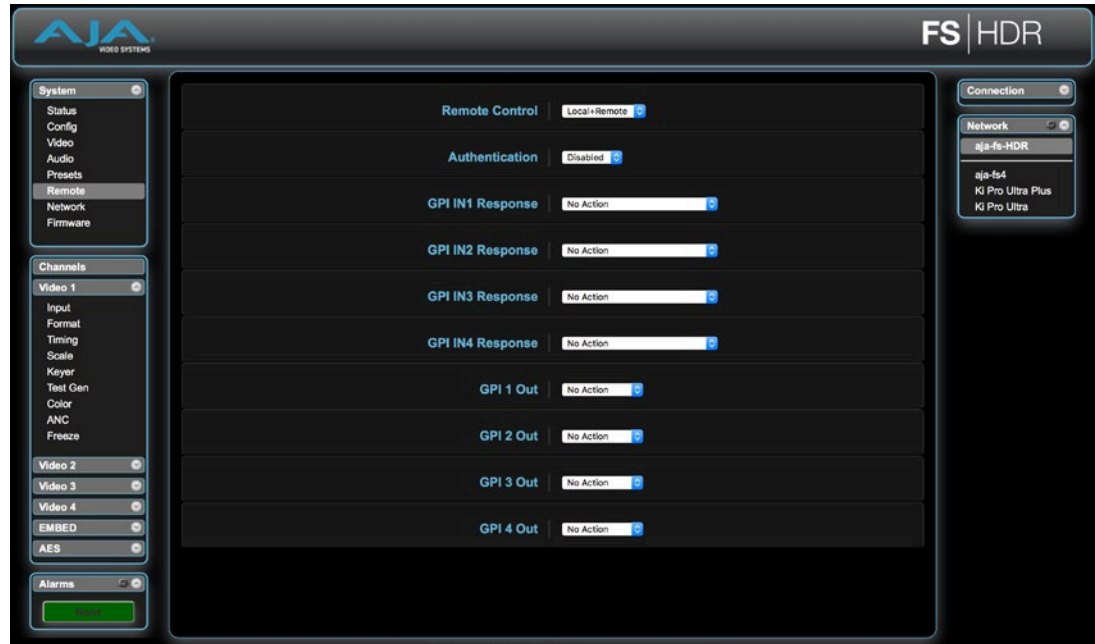 AJA
VIDEO SYSTEMS
FS|HDR
System
Status
Config
Video
Audio
Presets
Remote
Network
Firmware
Channels
Video 1
Input
Format
Timing
Scale
Keyer
Test Gen
Color
ANC
Freeze
Video 2
Video 3
Video 4
EMBED
AES
Alarms
None
Remote Control Local+Remote
Authentication Disabled
GPI IN1 Response No Action
GPI IN2 Response No Action
GPI IN3 Response No Action
GPI IN4 Response No Action
GPI 1 Out No Action
GPI 2 Out No Action
GPI 3 Out No Action
GPI 4 Out No Action
Connection
Network
aja-fs-HDR
aja-fs4
Ki Pro Ultra Plus
Ki Pro Ultra